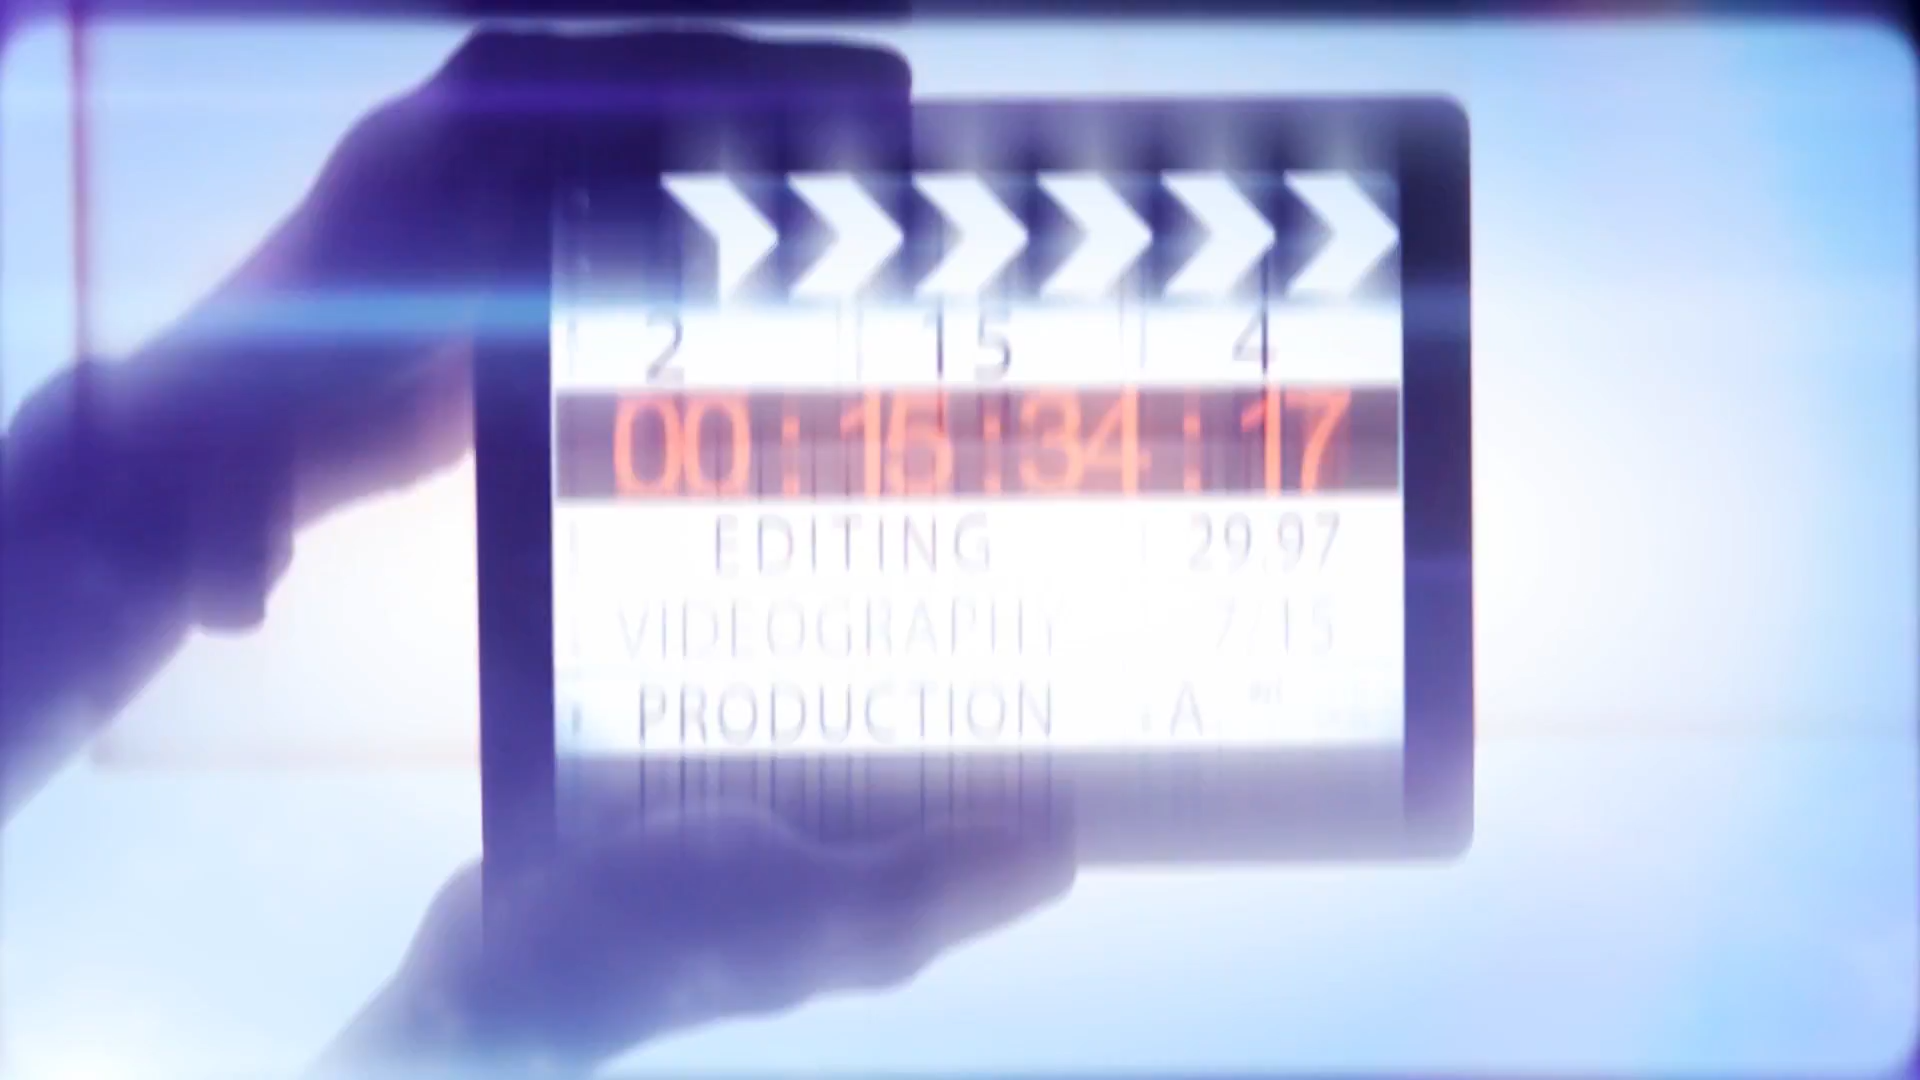 2 15 4
00:15:34:17
EDITING 29.97
VIDEOGRAPHY 7/15
PRODUCTION A